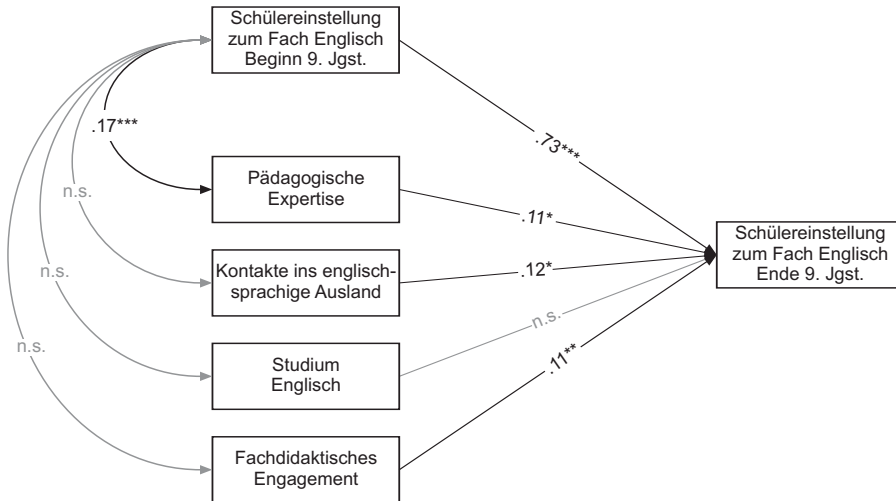 Schülereinstellung
zum Fach Englisch
Beginn 9. Jgst.
.17***
.73***
Pädagogische
Expertise
n.s.
.11*
Schülereinstellung
zum Fach Englisch
Ende 9. Jgst.
Kontakte ins englisch-
sprachige Ausland
n.s.
.12*
n.s.
Studium
Englisch
n.s.
.11**
Fachdidaktisches
Engagement